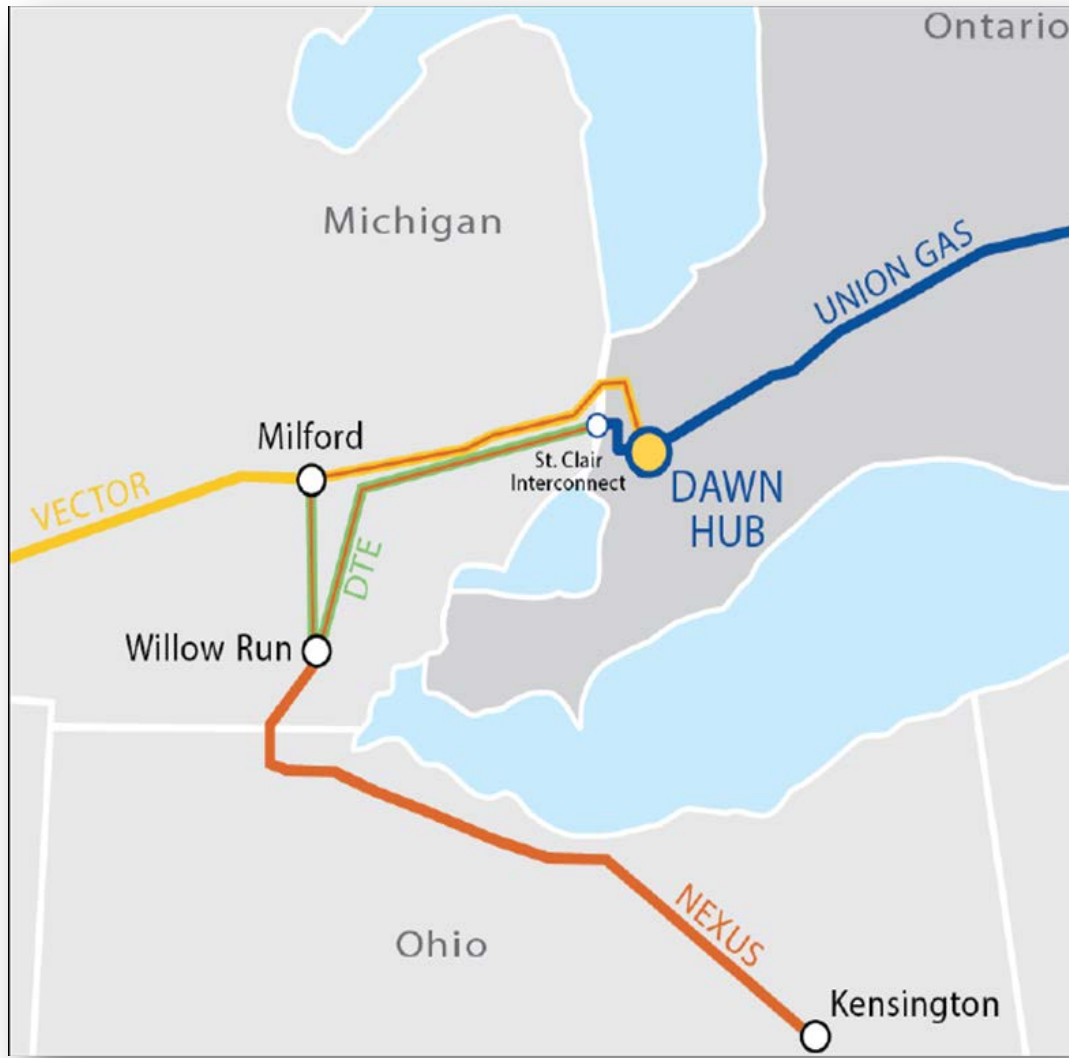 Ontario
Michigan
UNION GAS
Milford
St. Clair
Interconnect
DAWN
HUB
VECTOR
DTE
Willow Run
NEXUS
Ohio
Kensington